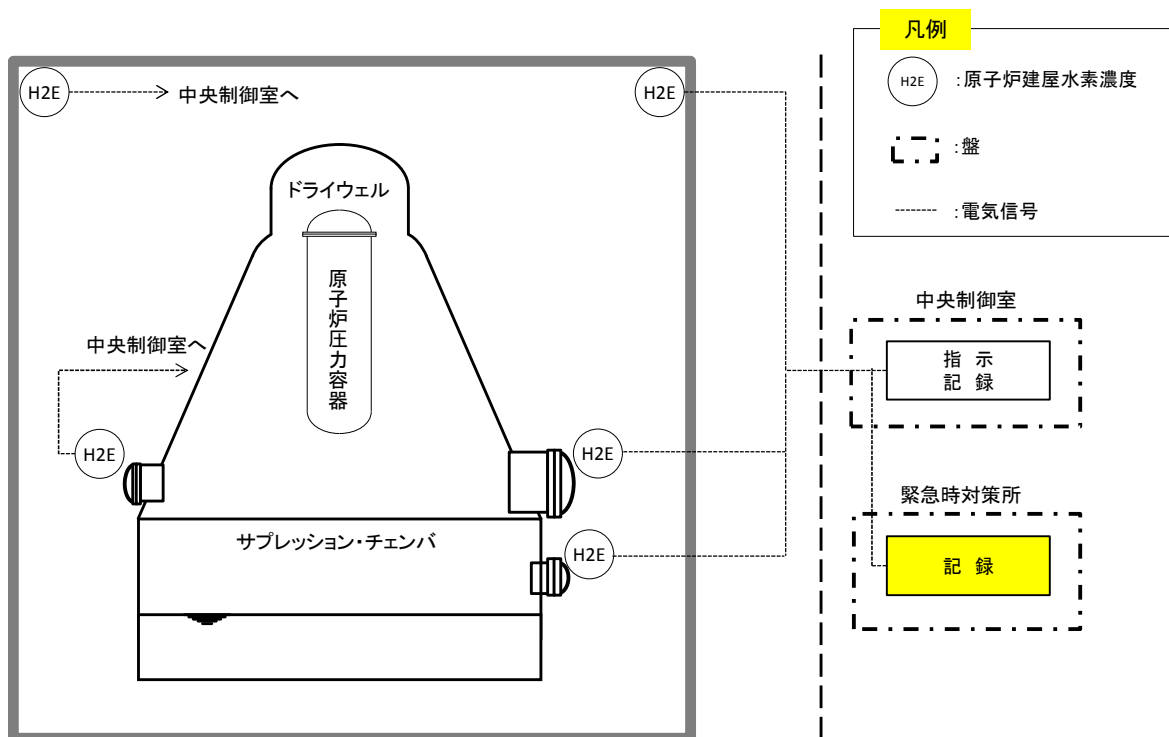 凡例
H2E :原子炉建屋水素濃度
:盤
:電気信号
H2E 中央制御室へ
H2E
ドライウェル
原子炉圧力容器
中央制御室へ
H2E
H2E
サプレッション・チェンバ
H2E
中央制御室
指 示
記 録
緊急時対策所
記 録